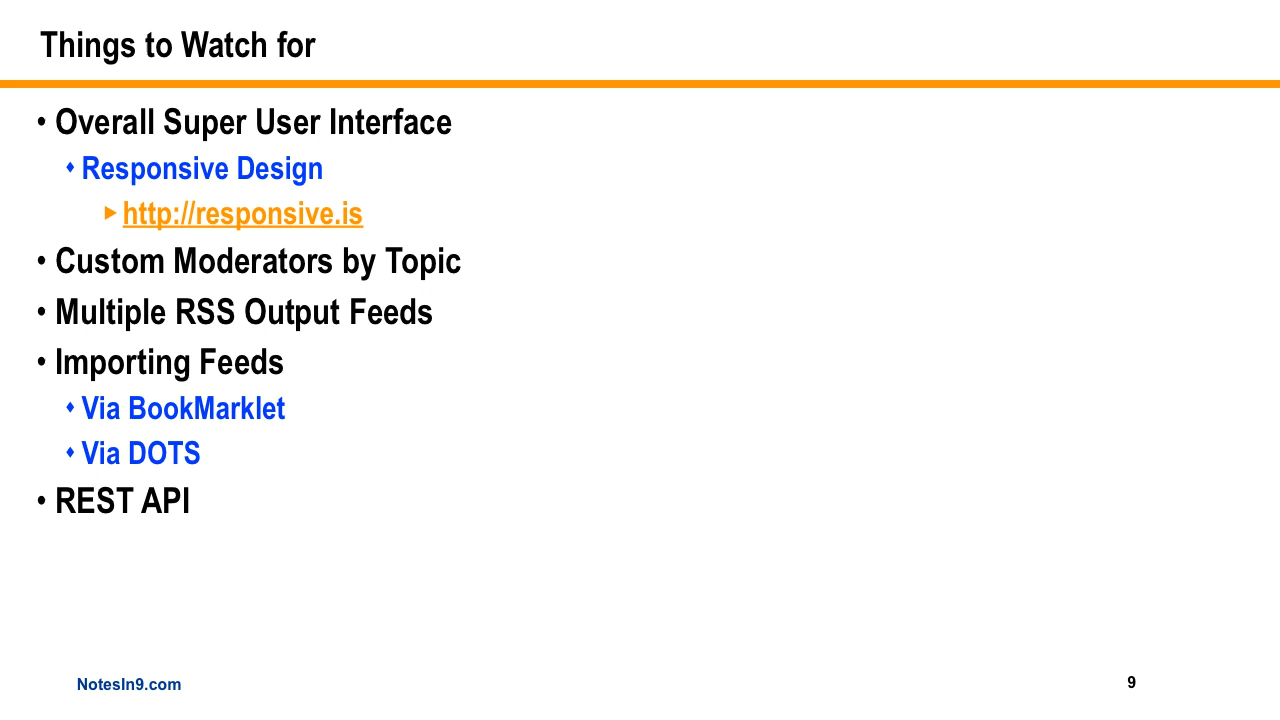 Things to Watch for
• Overall Super User Interface
♦ Responsive Design
► http://responsive.is
• Custom Moderators by Topic
• Multiple RSS Output Feeds
• Importing Feeds
♦ Via BookMarklet
♦ Via DOTS
• REST API
NotesIn9.com
9